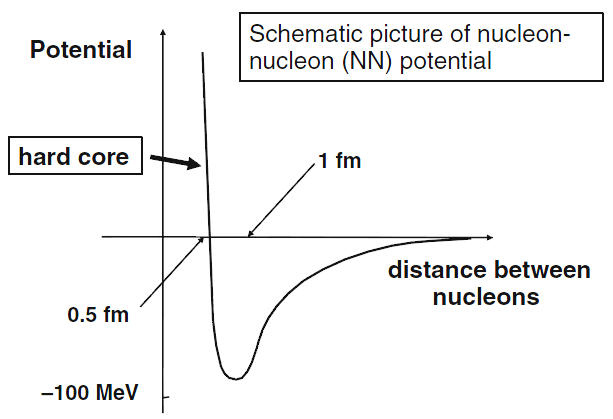 Schematic picture of nucleon-
nucleon (NN) potential
Potential
hard core
1 fm
distance between
nucleons
0.5 fm
–100 MeV